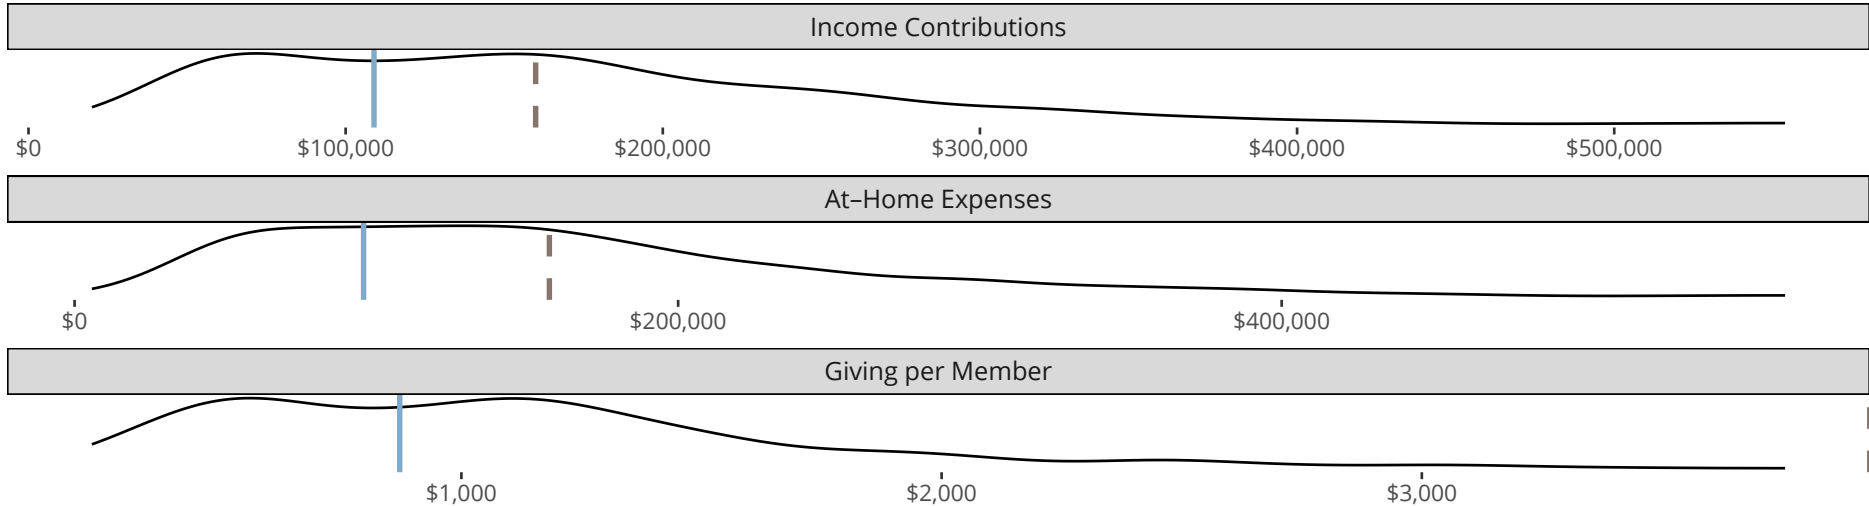 Income Contributions
$0 $100,000 $200,000 $300,000 $400,000 $500,000
At–Home Expenses
$0 $200,000 $400,000
Giving per Member
$1,000 $2,000 $3,000